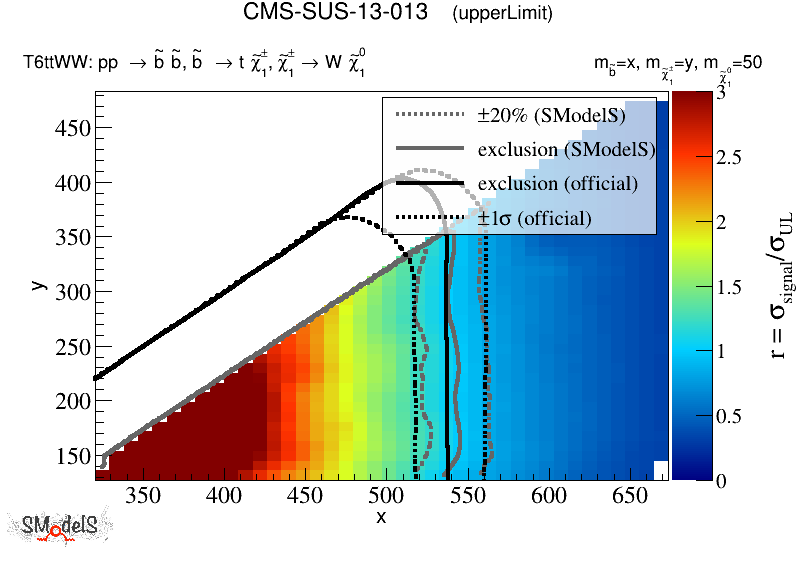 CMS-SUS-13-013 (upperLimit)
T6ttWW: pp → b̃ b̃, b̃ → t χ̃₁±, χ̃₁± → W χ̃₁⁰
m_b̃=x, m_χ̃₁±=y, m_χ̃₁⁰=50
±20% (SModelS)
exclusion (SModelS)
exclusion (official)
±1σ (official)
y
450
400
350
300
250
200
150
350 400 450 500 550 600 650
x
3
2.5
2
1.5
1
0.5
0
r = σ_signal/σ_UL
SModelS